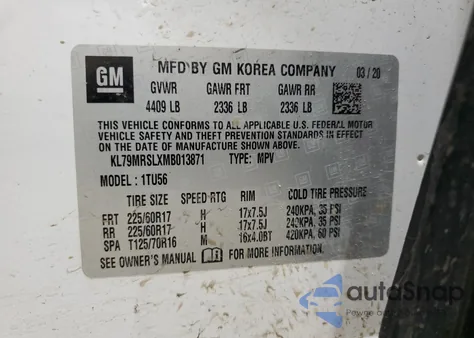 GM
MFD BY GM KOREA COMPANY 03/20
GVWR GAWR FRT GAWR RR
4409 LB 2336 LB 2336 LB
THIS VEHICLE CONFORMS TO ALL APPLICABLE U.S. FEDERAL MOTOR
VEHICLE SAFETY AND THEFT PREVENTION STANDARDS IN EFFECT ON
THE DATE OF MANUFACTURE SHOWN ABOVE.
KL79MRSLXMB013871 TYPE: MPV
MODEL: 1TU56
TIRE SIZE SPEED RTG RIM COLD TIRE PRESSURE
FRT 225/60R17 H 17x7.5J 240KPA, 35 PSI
RR 225/60R17 H 17x7.5J 240KPA, 35 PSI
SPA T125/70R16 M 16x4.0BT 420KPA, 60 PSI
SEE OWNER'S MANUAL FOR MORE INFORMATION.
autoSnap